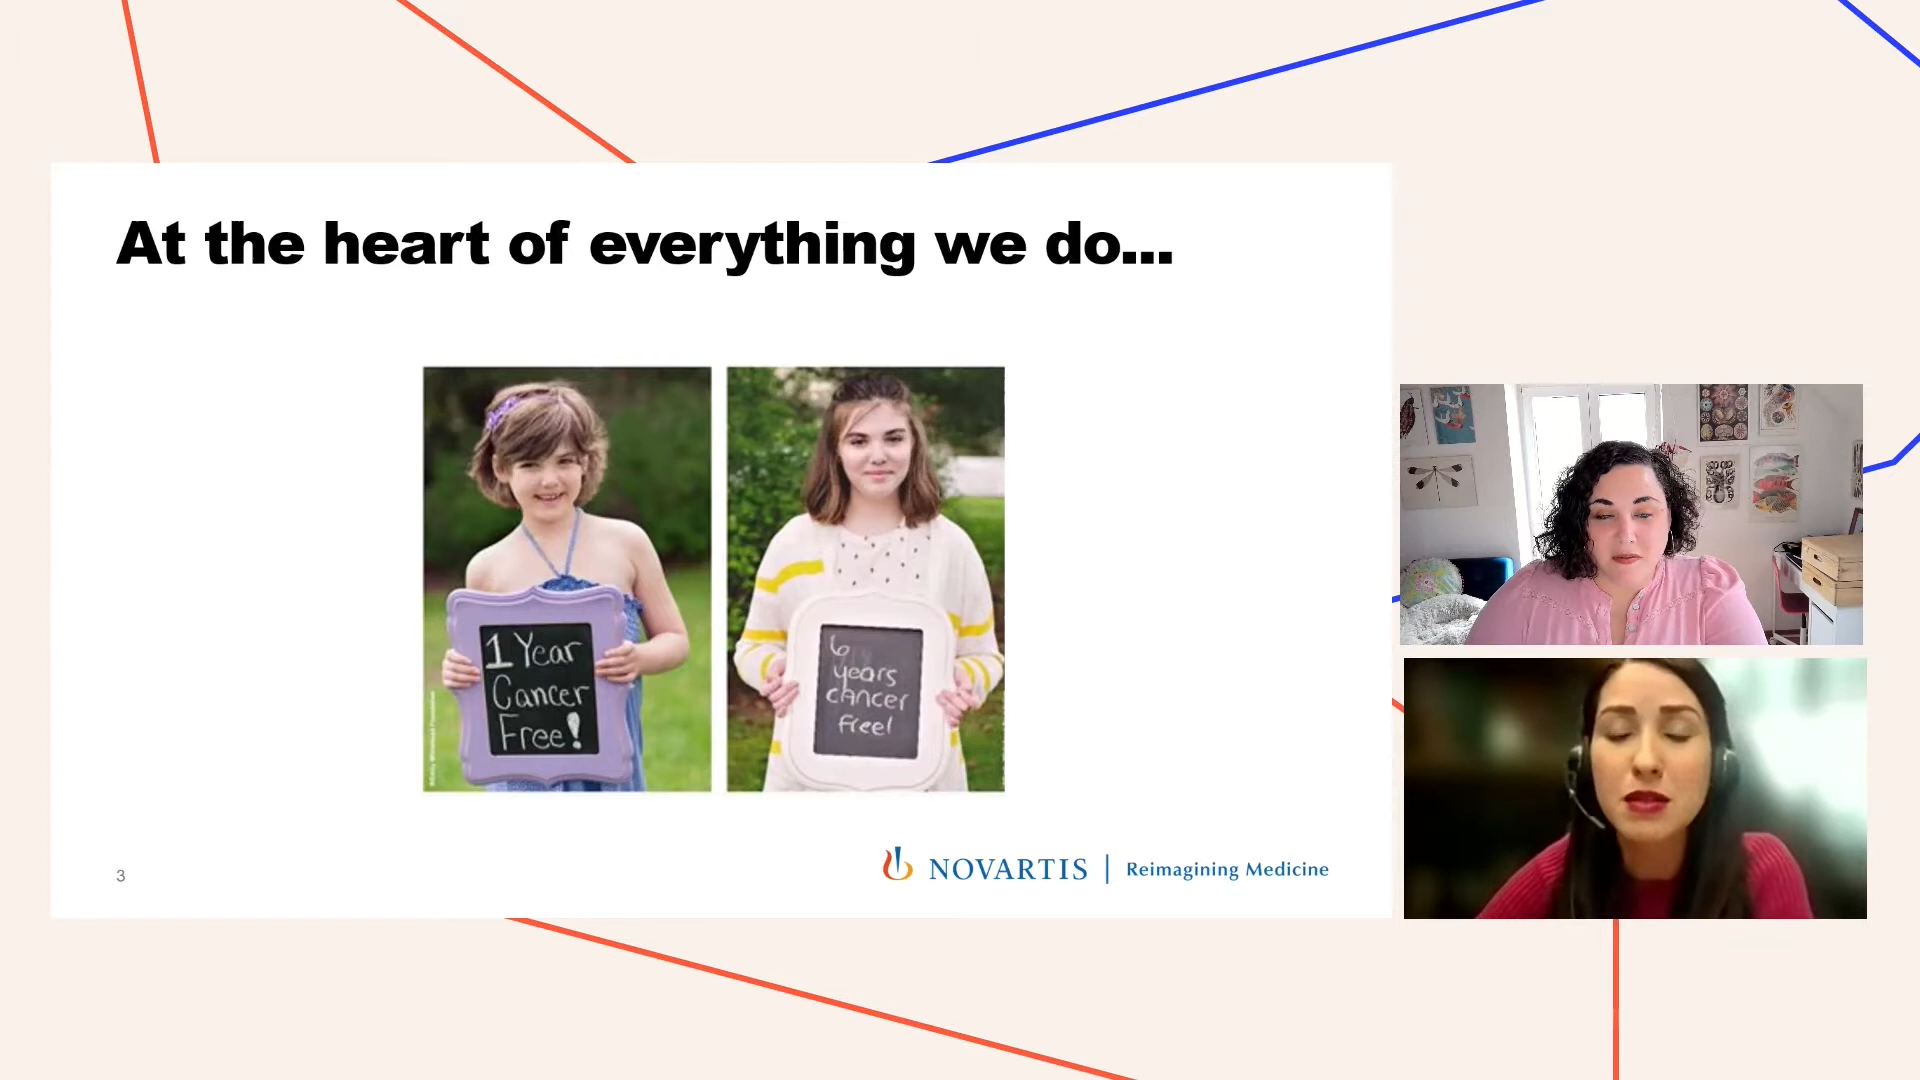 At the heart of everything we do...
1 Year
Cancer
Free!
6
years
cancer
free!
3
NOVARTIS | Reimagining Medicine